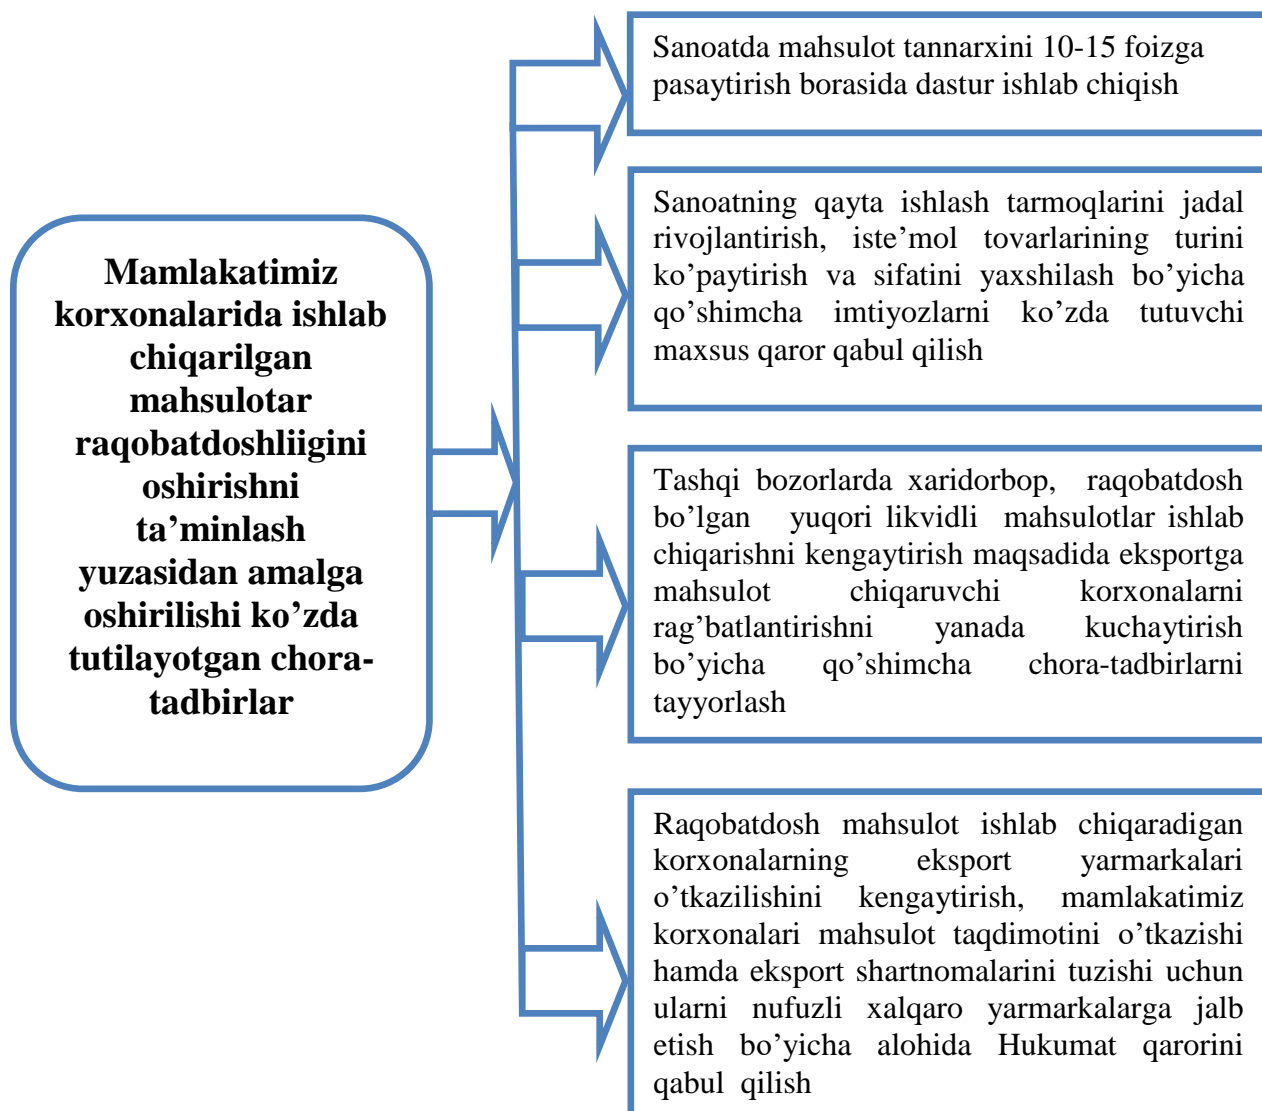 Mamlakatimiz
korxonalarida ishlab
chiqarilgan
mahsulotar
raqobatdoshliigini
oshirishni
ta’minlash
yuzasidan amalga
oshirilishi ko’zda
tutilayotgan chora-
tadbirlar
Sanoatda mahsulot tannarxini 10-15 foizga
pasaytirish borasida dastur ishlab chiqish
Sanoatning qayta ishlash tarmoqlarini jadal
rivojlantirish, iste’mol tovarlarining turini
ko’paytirish va sifatini yaxshilash bo’yicha
qo’shimcha imtiyozlarni ko’zda tutuvchi
maxsus qaror qabul qilish
Tashqi bozorlarda xaridorbop, raqobatdosh
bo’lgan yuqori likvidli mahsulotlar ishlab
chiqarishni kengaytirish maqsadida eksportga
mahsulot chiqaruvchi korxonalarni
rag’batlantirishni yanada kuchaytirish
bo’yicha qo’shimcha chora-tadbirlarni
tayyorlash
Raqobatdosh mahsulot ishlab chiqaradigan
korxonalarning eksport yarmarkalari
o’tkazilishini kengaytirish, mamlakatimiz
korxonalari mahsulot taqdimotini o’tkazishi
hamda eksport shartnomalarini tuzishi uchun
ularni nufuzli xalqaro yarmarkalarga jalb
etish bo’yicha alohida Hukumat qarorini
qabul qilish